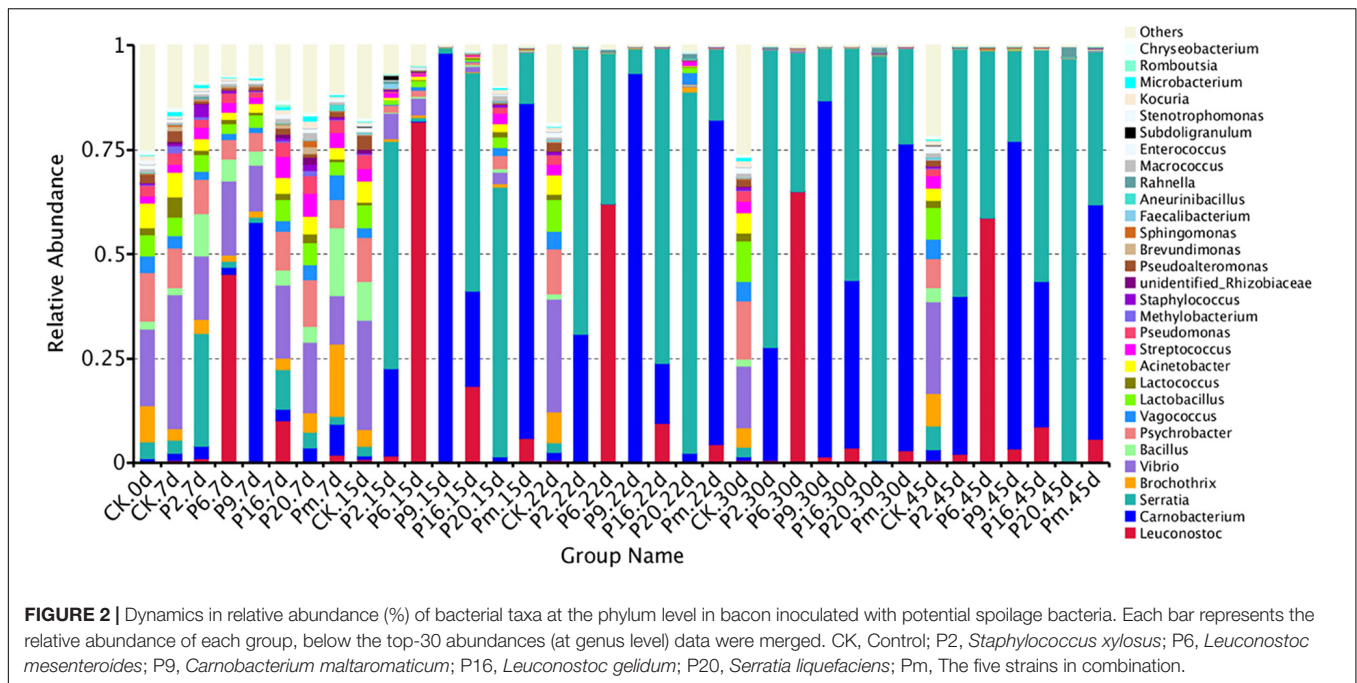 1
0.75
0.5
0.25
0
Relative Abundance
CK.0d
CK.7d
P2.7d
P6.7d
P9.7d
P16.7d
P20.7d
Pm.7d
CK.15d
P2.15d
P6.15d
P9.15d
P16.15d
P20.15d
Pm.15d
CK.22d
P2.22d
P6.22d
P9.22d
P16.22d
P20.22d
Pm.22d
CK.30d
P2.30d
P6.30d
P9.30d
P16.30d
P20.30d
Pm.30d
CK.45d
P2.45d
P6.45d
P9.45d
P16.45d
P20.45d
Pm.45d
Group Name
Others
Chryseobacterium
Romboutsia
Microbacterium
Kocuria
Stenotrophomonas
Subdoligranulum
Enterococcus
Macrococcus
Rahnella
Aneurinibacillus
Faecalibacterium
Sphingomonas
Brevundimonas
Pseudoalteromonas
unidentified_Rhizobiaceae
Staphylococcus
Methylobacterium
Pseudomonas
Streptococcus
Acinetobacter
Lactococcus
Lactobacillus
Vagococcus
Psychrobacter
Bacillus
Vibrio
Brochothrix
Serratia
Carnobacterium
Leuconostoc
FIGURE 2 | Dynamics in relative abundance (%) of bacterial taxa at the phylum level in bacon inoculated with potential spoilage bacteria. Each bar represents the
relative abundance of each group, below the top-30 abundances (at genus level) data were merged. CK, Control; P2, Staphylococcus xylosus; P6, Leuconostoc
mesenteroides; P9, Carnobacterium maltaromaticum; P16, Leuconostoc gelidum; P20, Serratia liquefaciens; Pm, The five strains in combination.